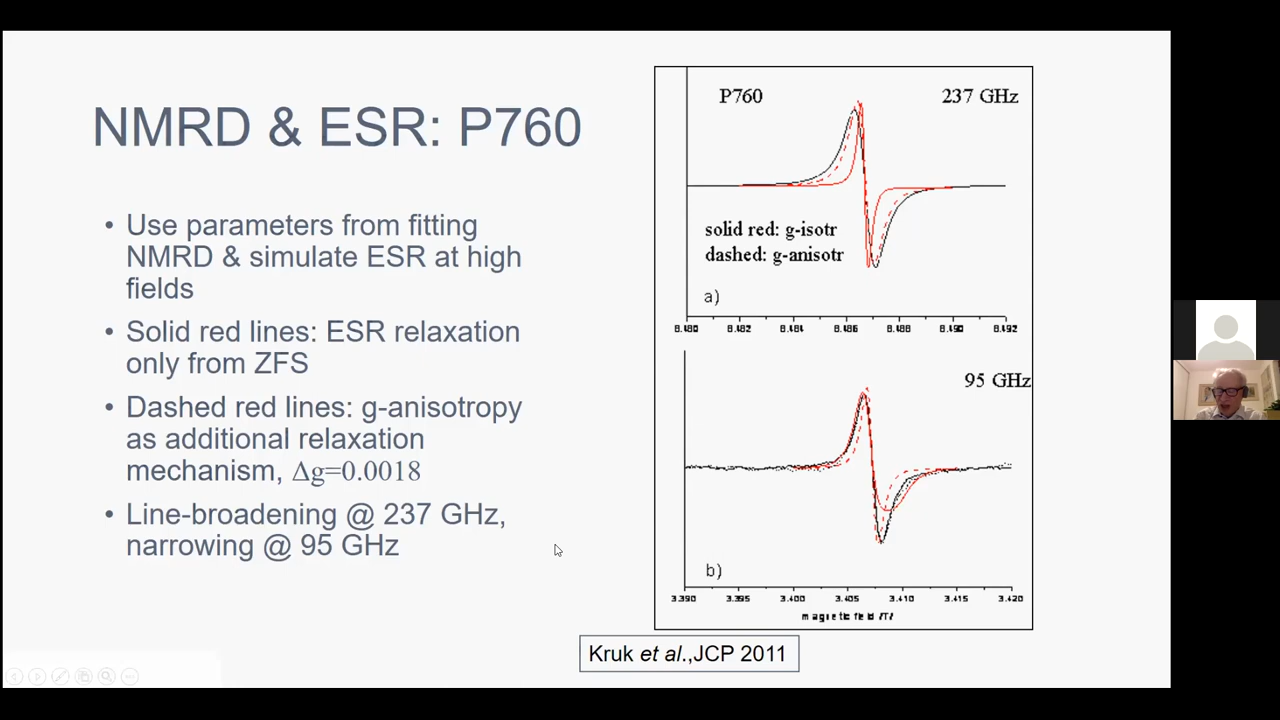 NMRD & ESR: P760
• Use parameters from fitting
NMRD & simulate ESR at high
fields
• Solid red lines: ESR relaxation
only from ZFS
• Dashed red lines: g-anisotropy
as additional relaxation
mechanism, Δg=0.0018
• Line-broadening @ 237 GHz,
narrowing @ 95 GHz
P760
237 GHz
solid red: g-isotr
dashed: g-anisotr
a)
8.480 8.482 8.484 8.486 8.488 8.490 8.492
95 GHz
b)
3.390 3.395 3.400 3.405 3.410 3.415 3.420
magnetic field /T/
Kruk et al.,JCP 2011